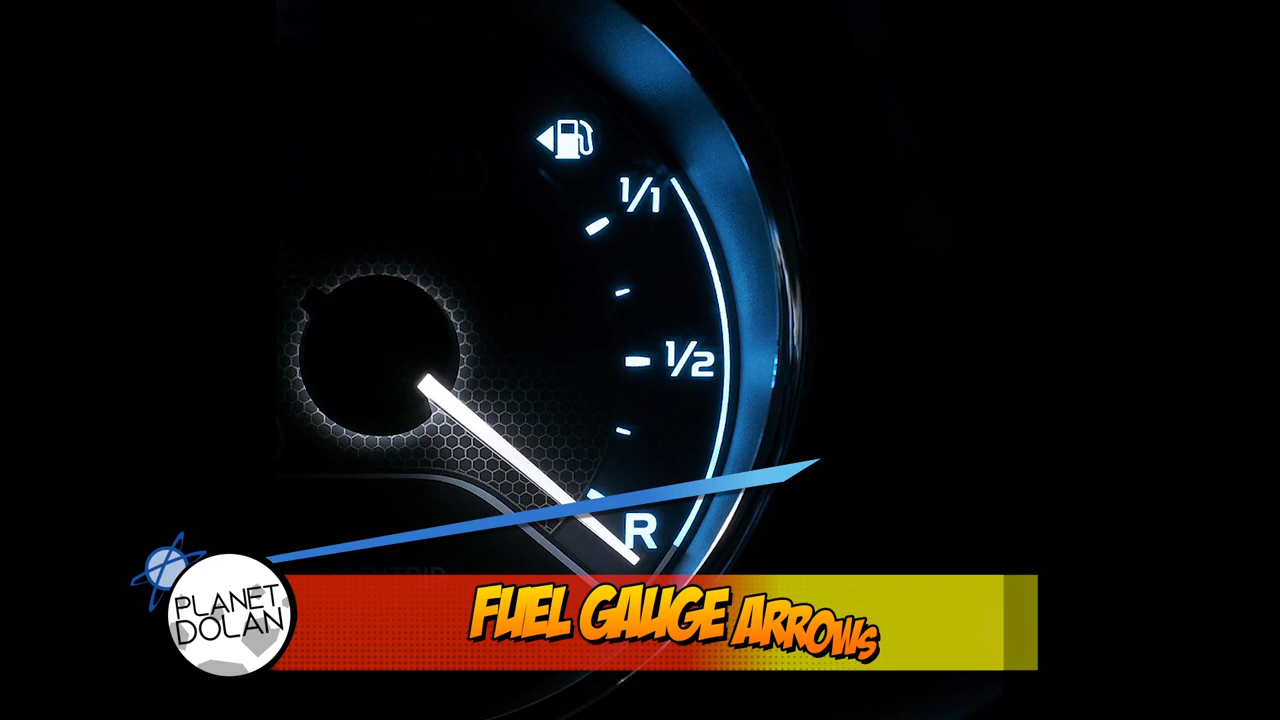 1/1
1/2
R
PLANET
DOLAN
FUEL GAUGE ARROWS